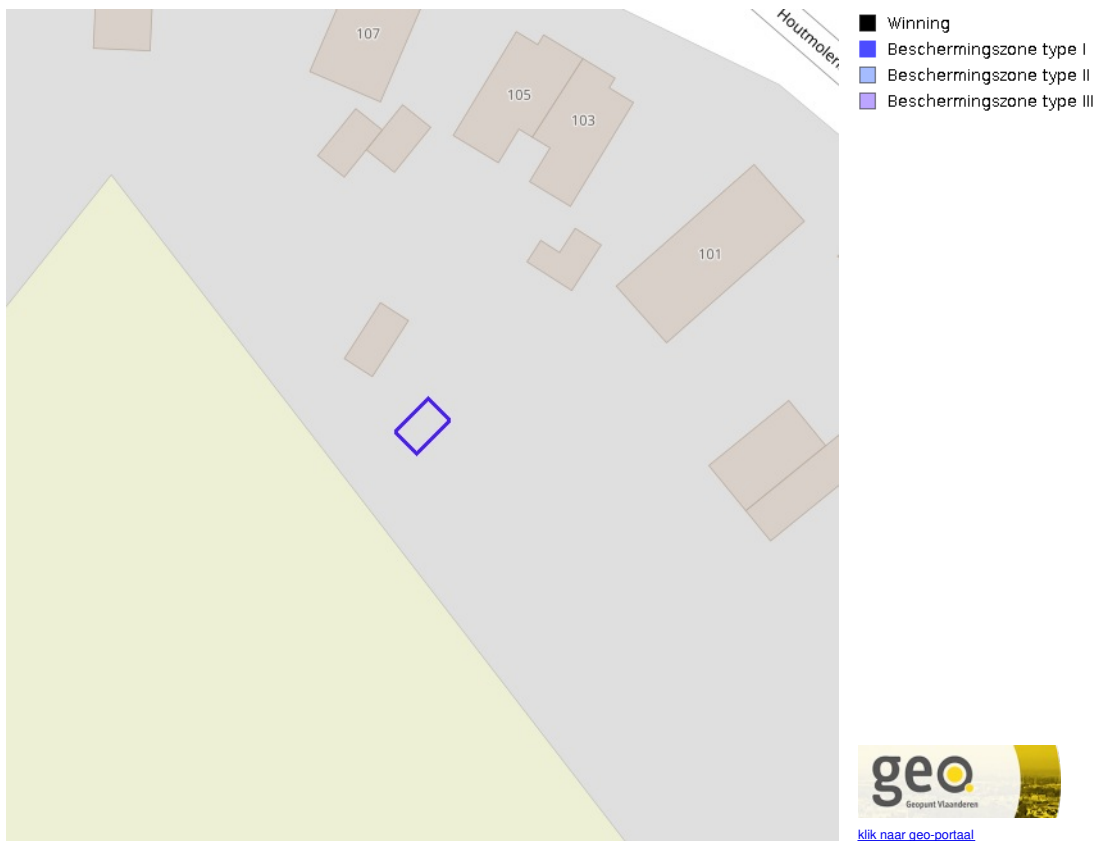 Houtmolen
107
105
103
101
Winning
Beschermingszone type I
Beschermingszone type II
Beschermingszone type III
geo
Geopunt Vlaanderen
klik naar geo-portaal